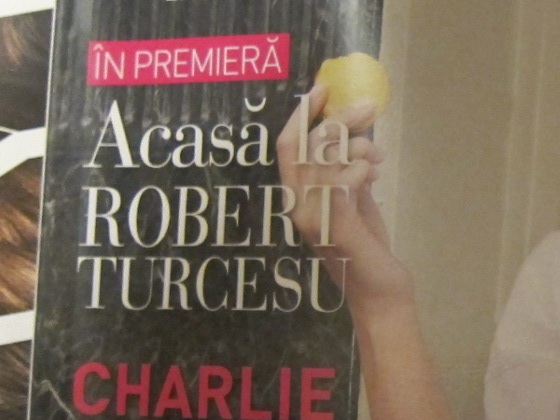 ÎN PREMIERĂ
Acasă la
ROBERT
TURCESU
CHARLIE